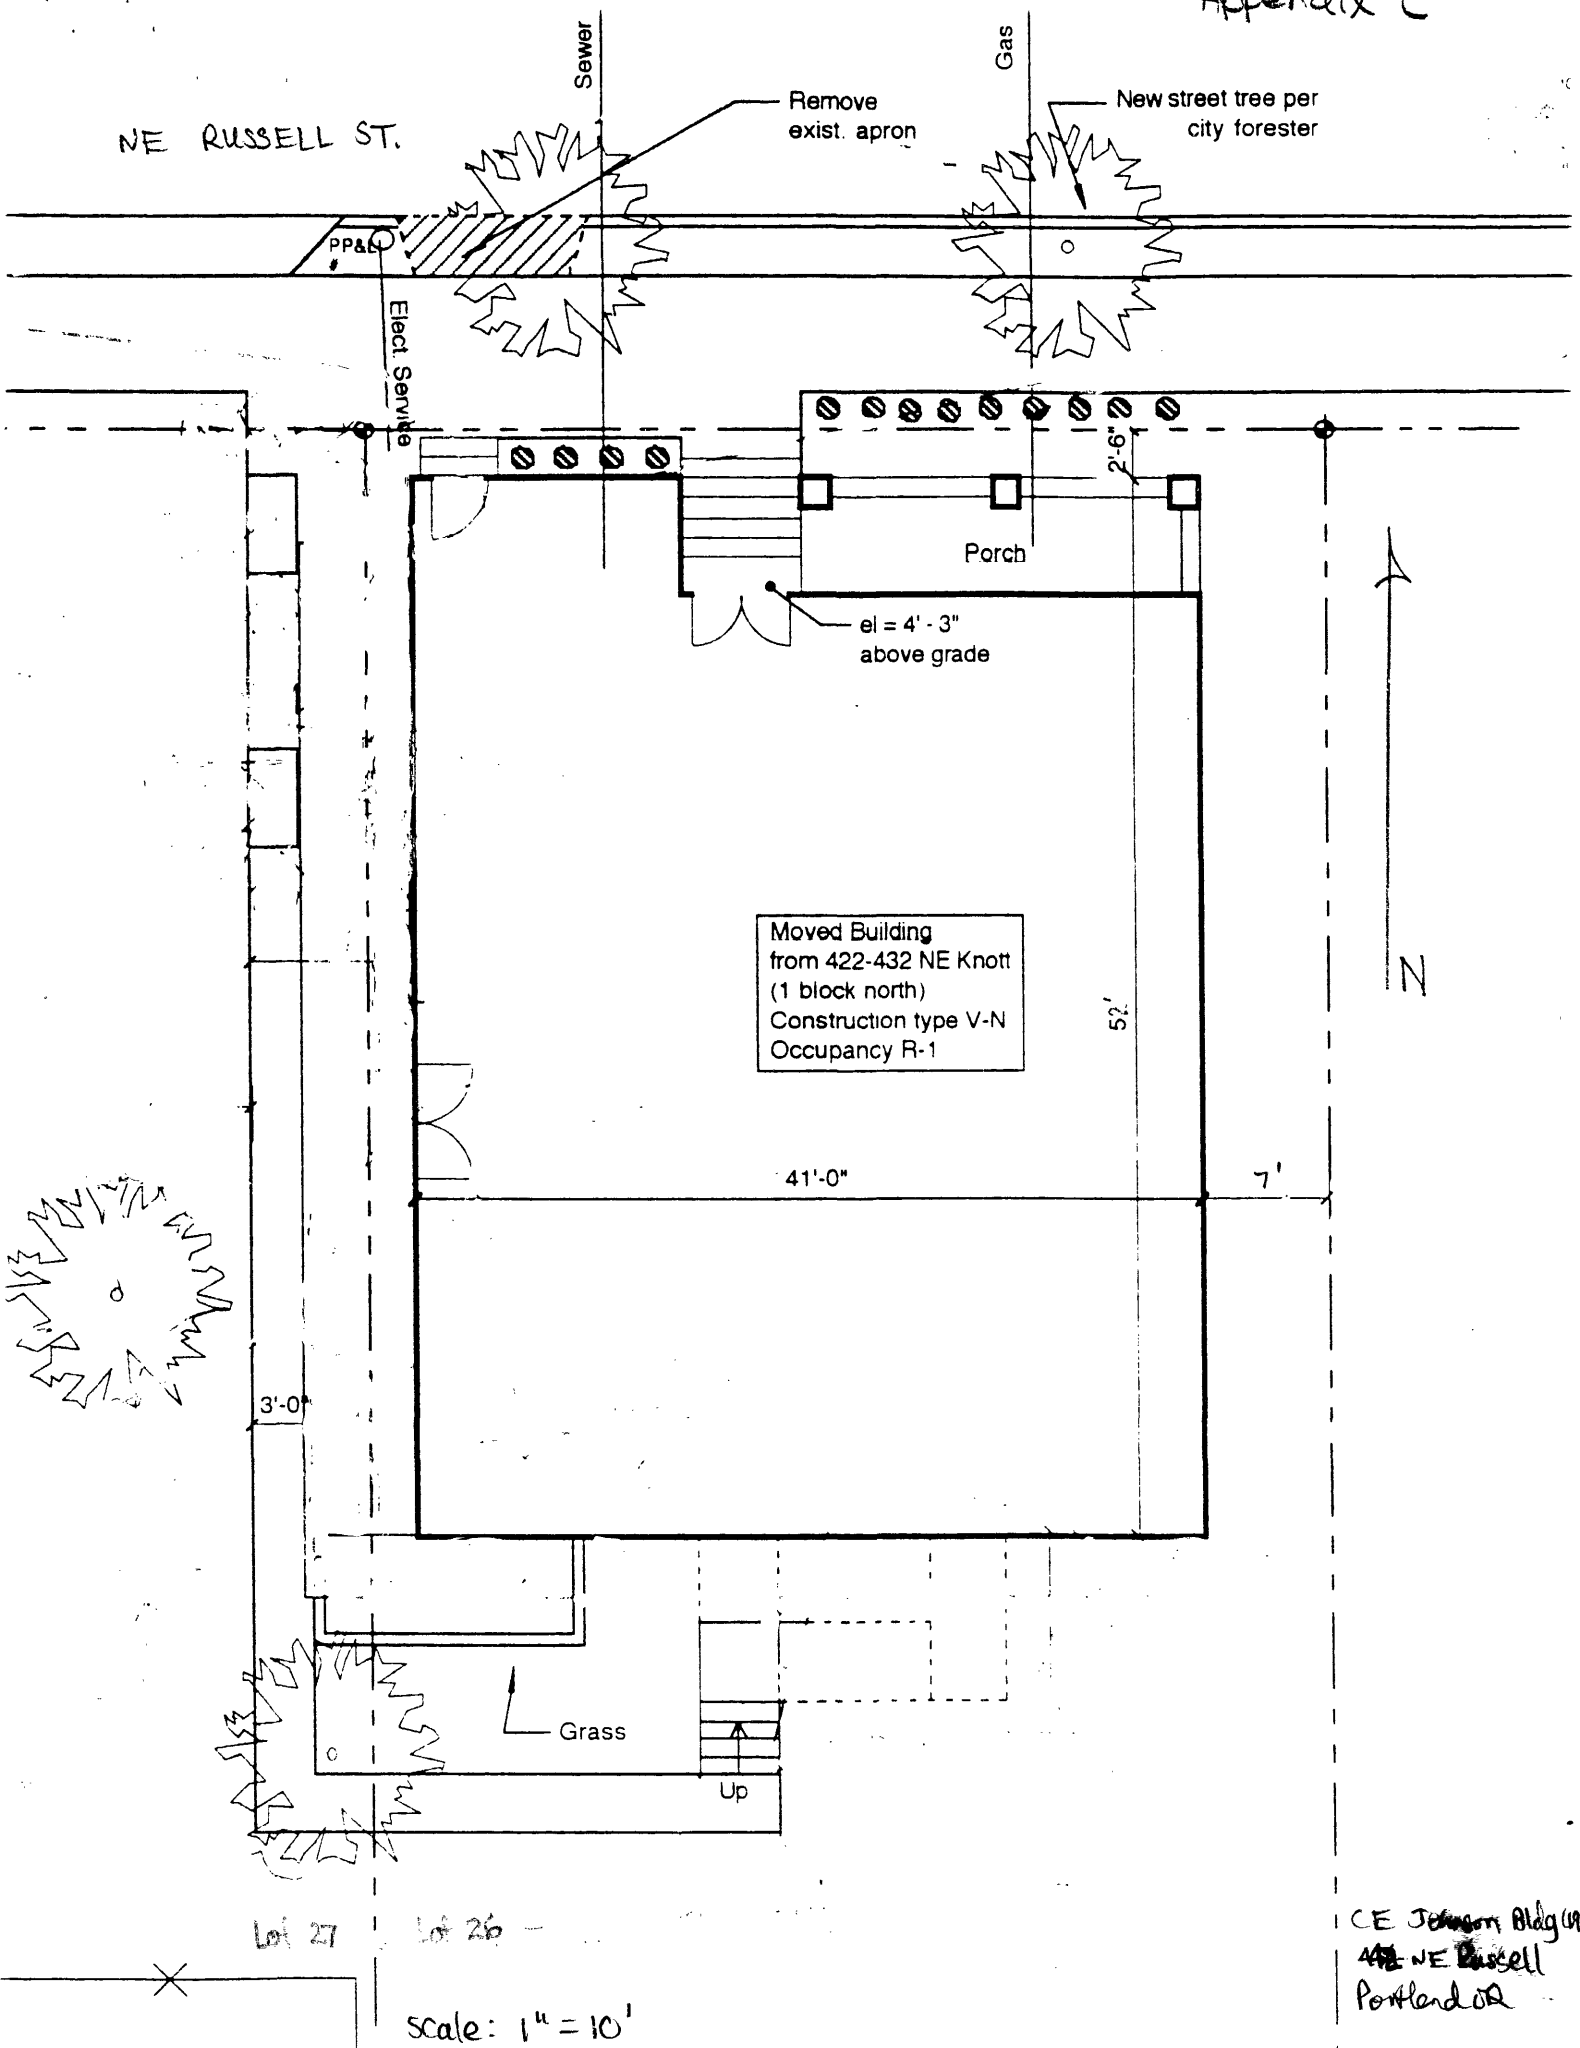 Appendix C
Sewer
Gas
Remove
exist. apron
New street tree per
city forester
NE RUSSELL ST.
PP&L
Elect. Service
2'-6"
Porch
el = 4' - 3"
above grade
Moved Building
from 422-432 NE Knott
(1 block north)
Construction type V-N
Occupancy R-1
52'
N
41'-0"
7'
3'-0
Grass
Up
Lot 27
Lot 26
CE Johnson Bldg
NE Russell
Portland OR
scale: 1" = 10'